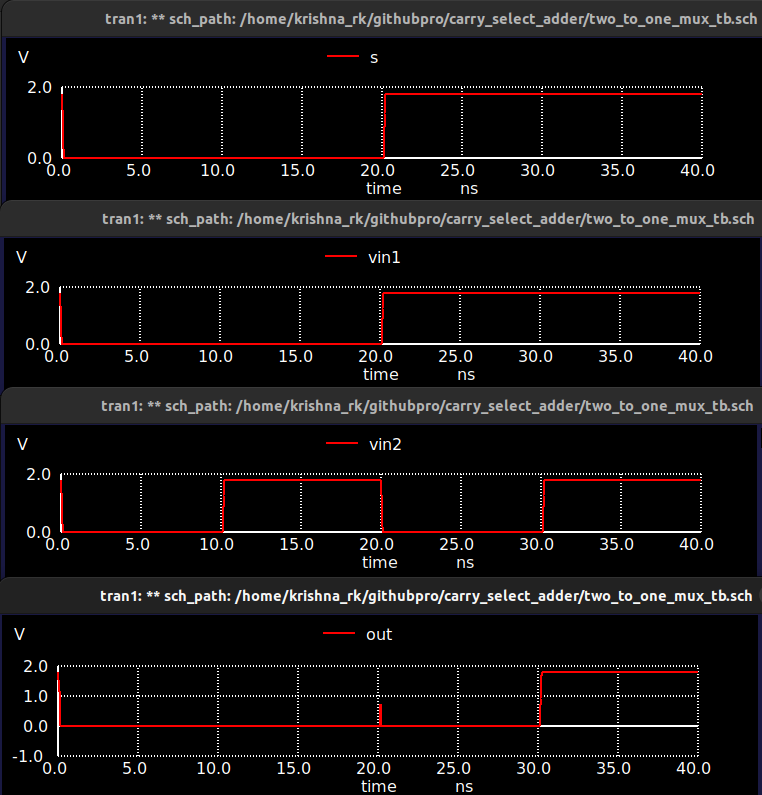 tran1: ** sch_path: /home/krishna_rk/githubpro/carry_select_adder/two_to_one_mux_tb.sch
V s
2.0
0.0
0.0 5.0 10.0 15.0 20.0 25.0 30.0 35.0 40.0
time ns
tran1: ** sch_path: /home/krishna_rk/githubpro/carry_select_adder/two_to_one_mux_tb.sch
V vin1
2.0
0.0
0.0 5.0 10.0 15.0 20.0 25.0 30.0 35.0 40.0
time ns
tran1: ** sch_path: /home/krishna_rk/githubpro/carry_select_adder/two_to_one_mux_tb.sch
V vin2
2.0
0.0
0.0 5.0 10.0 15.0 20.0 25.0 30.0 35.0 40.0
time ns
tran1: ** sch_path: /home/krishna_rk/githubpro/carry_select_adder/two_to_one_mux_tb.sch
V out
2.0
1.0
0.0
-1.0
0.0 5.0 10.0 15.0 20.0 25.0 30.0 35.0 40.0
time ns